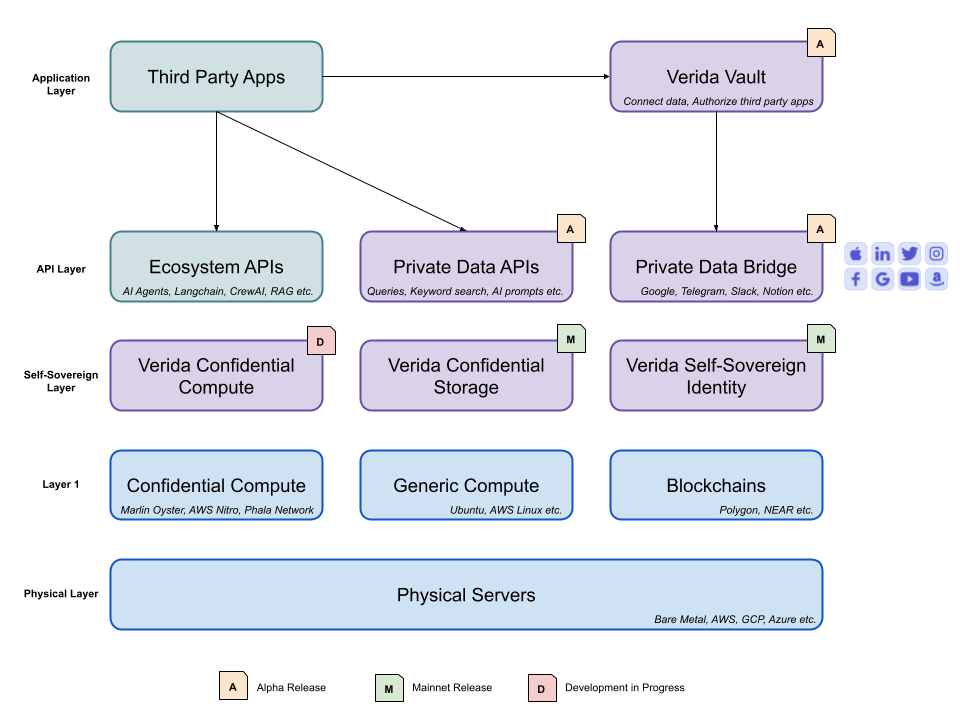 Application
Layer
Third Party Apps
A
Verida Vault
Connect data, Authorize third party apps
API Layer
Ecosystem APIs
AI Agents, Langchain, CrewAI, RAG etc.
A
Private Data APIs
Queries, Keyword search, AI prompts etc.
A
Private Data Bridge
Google, Telegram, Slack, Notion etc.
Self-Sovereign
Layer
D
Verida Confidential
Compute
M
Verida Confidential
Storage
M
Verida Self-Sovereign
Identity
Layer 1
Confidential Compute
Marlin Oyster, AWS Nitro, Phala Network
Generic Compute
Ubuntu, AWS Linux etc.
Blockchains
Polygon, NEAR etc.
Physical Layer
Physical Servers
Bare Metal, AWS, GCP, Azure etc.
A
Alpha Release
M
Mainnet Release
D
Development in Progress